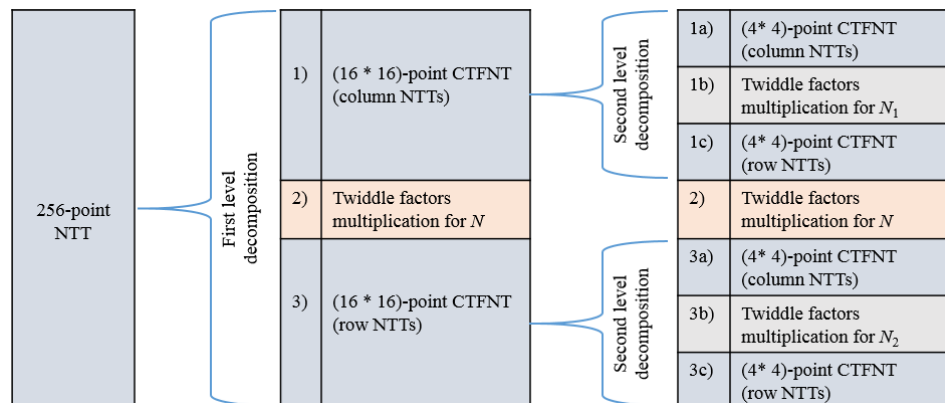 256-point
NTT
First level
decomposition
1)
(16 * 16)-point CTFNT
(column NTTs)
2)
Twiddle factors
multiplication for N
3)
(16 * 16)-point CTFNT
(row NTTs)
Second level
decomposition
Second level
decomposition
1a)
(4* 4)-point CTFNT
(column NTTs)
1b)
Twiddle factors
multiplication for N₁
1c)
(4* 4)-point CTFNT
(row NTTs)
2)
Twiddle factors
multiplication for N
3a)
(4* 4)-point CTFNT
(column NTTs)
3b)
Twiddle factors
multiplication for N₂
3c)
(4* 4)-point CTFNT
(row NTTs)